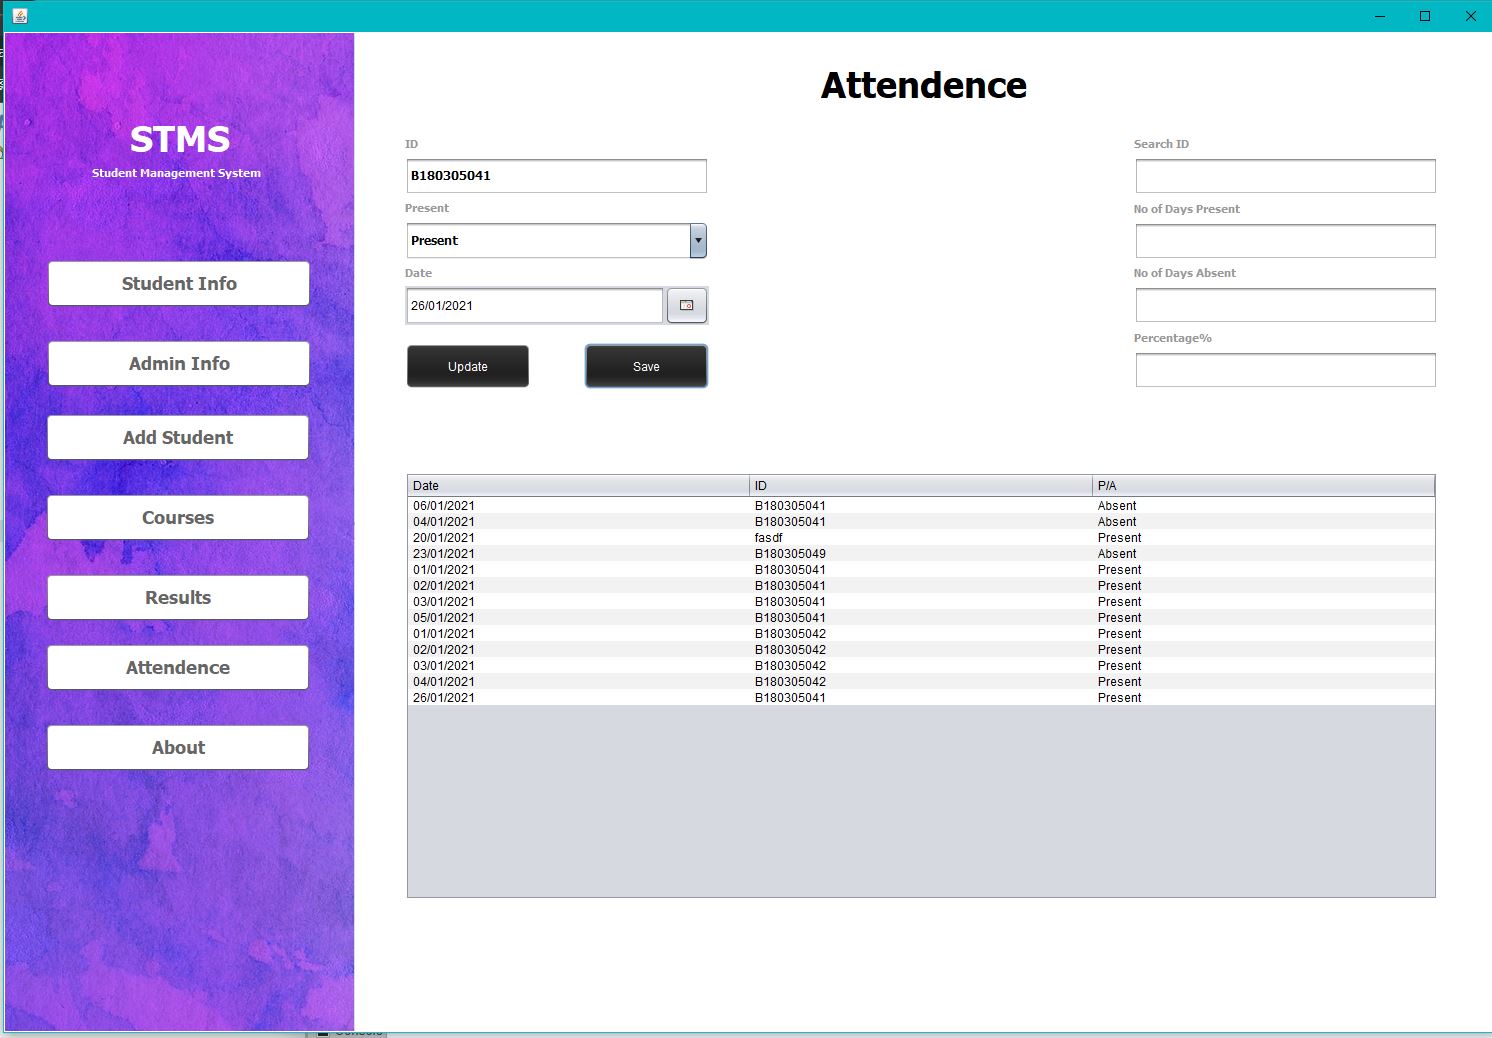 STMS
Student Management System
Student Info
Admin Info
Add Student
Courses
Results
Attendence
About
Attendence
ID
B180305041
Present
Present
Date
26/01/2021
Update
Save
Search ID
No of Days Present
No of Days Absent
Percentage%
Date ID P/A
06/01/2021 B180305041 Absent
04/01/2021 B180305041 Absent
20/01/2021 fasdf Present
23/01/2021 B180305049 Absent
01/01/2021 B180305041 Present
02/01/2021 B180305041 Present
03/01/2021 B180305041 Present
05/01/2021 B180305041 Present
01/01/2021 B180305042 Present
02/01/2021 B180305042 Present
03/01/2021 B180305042 Present
04/01/2021 B180305042 Present
26/01/2021 B180305041 Present